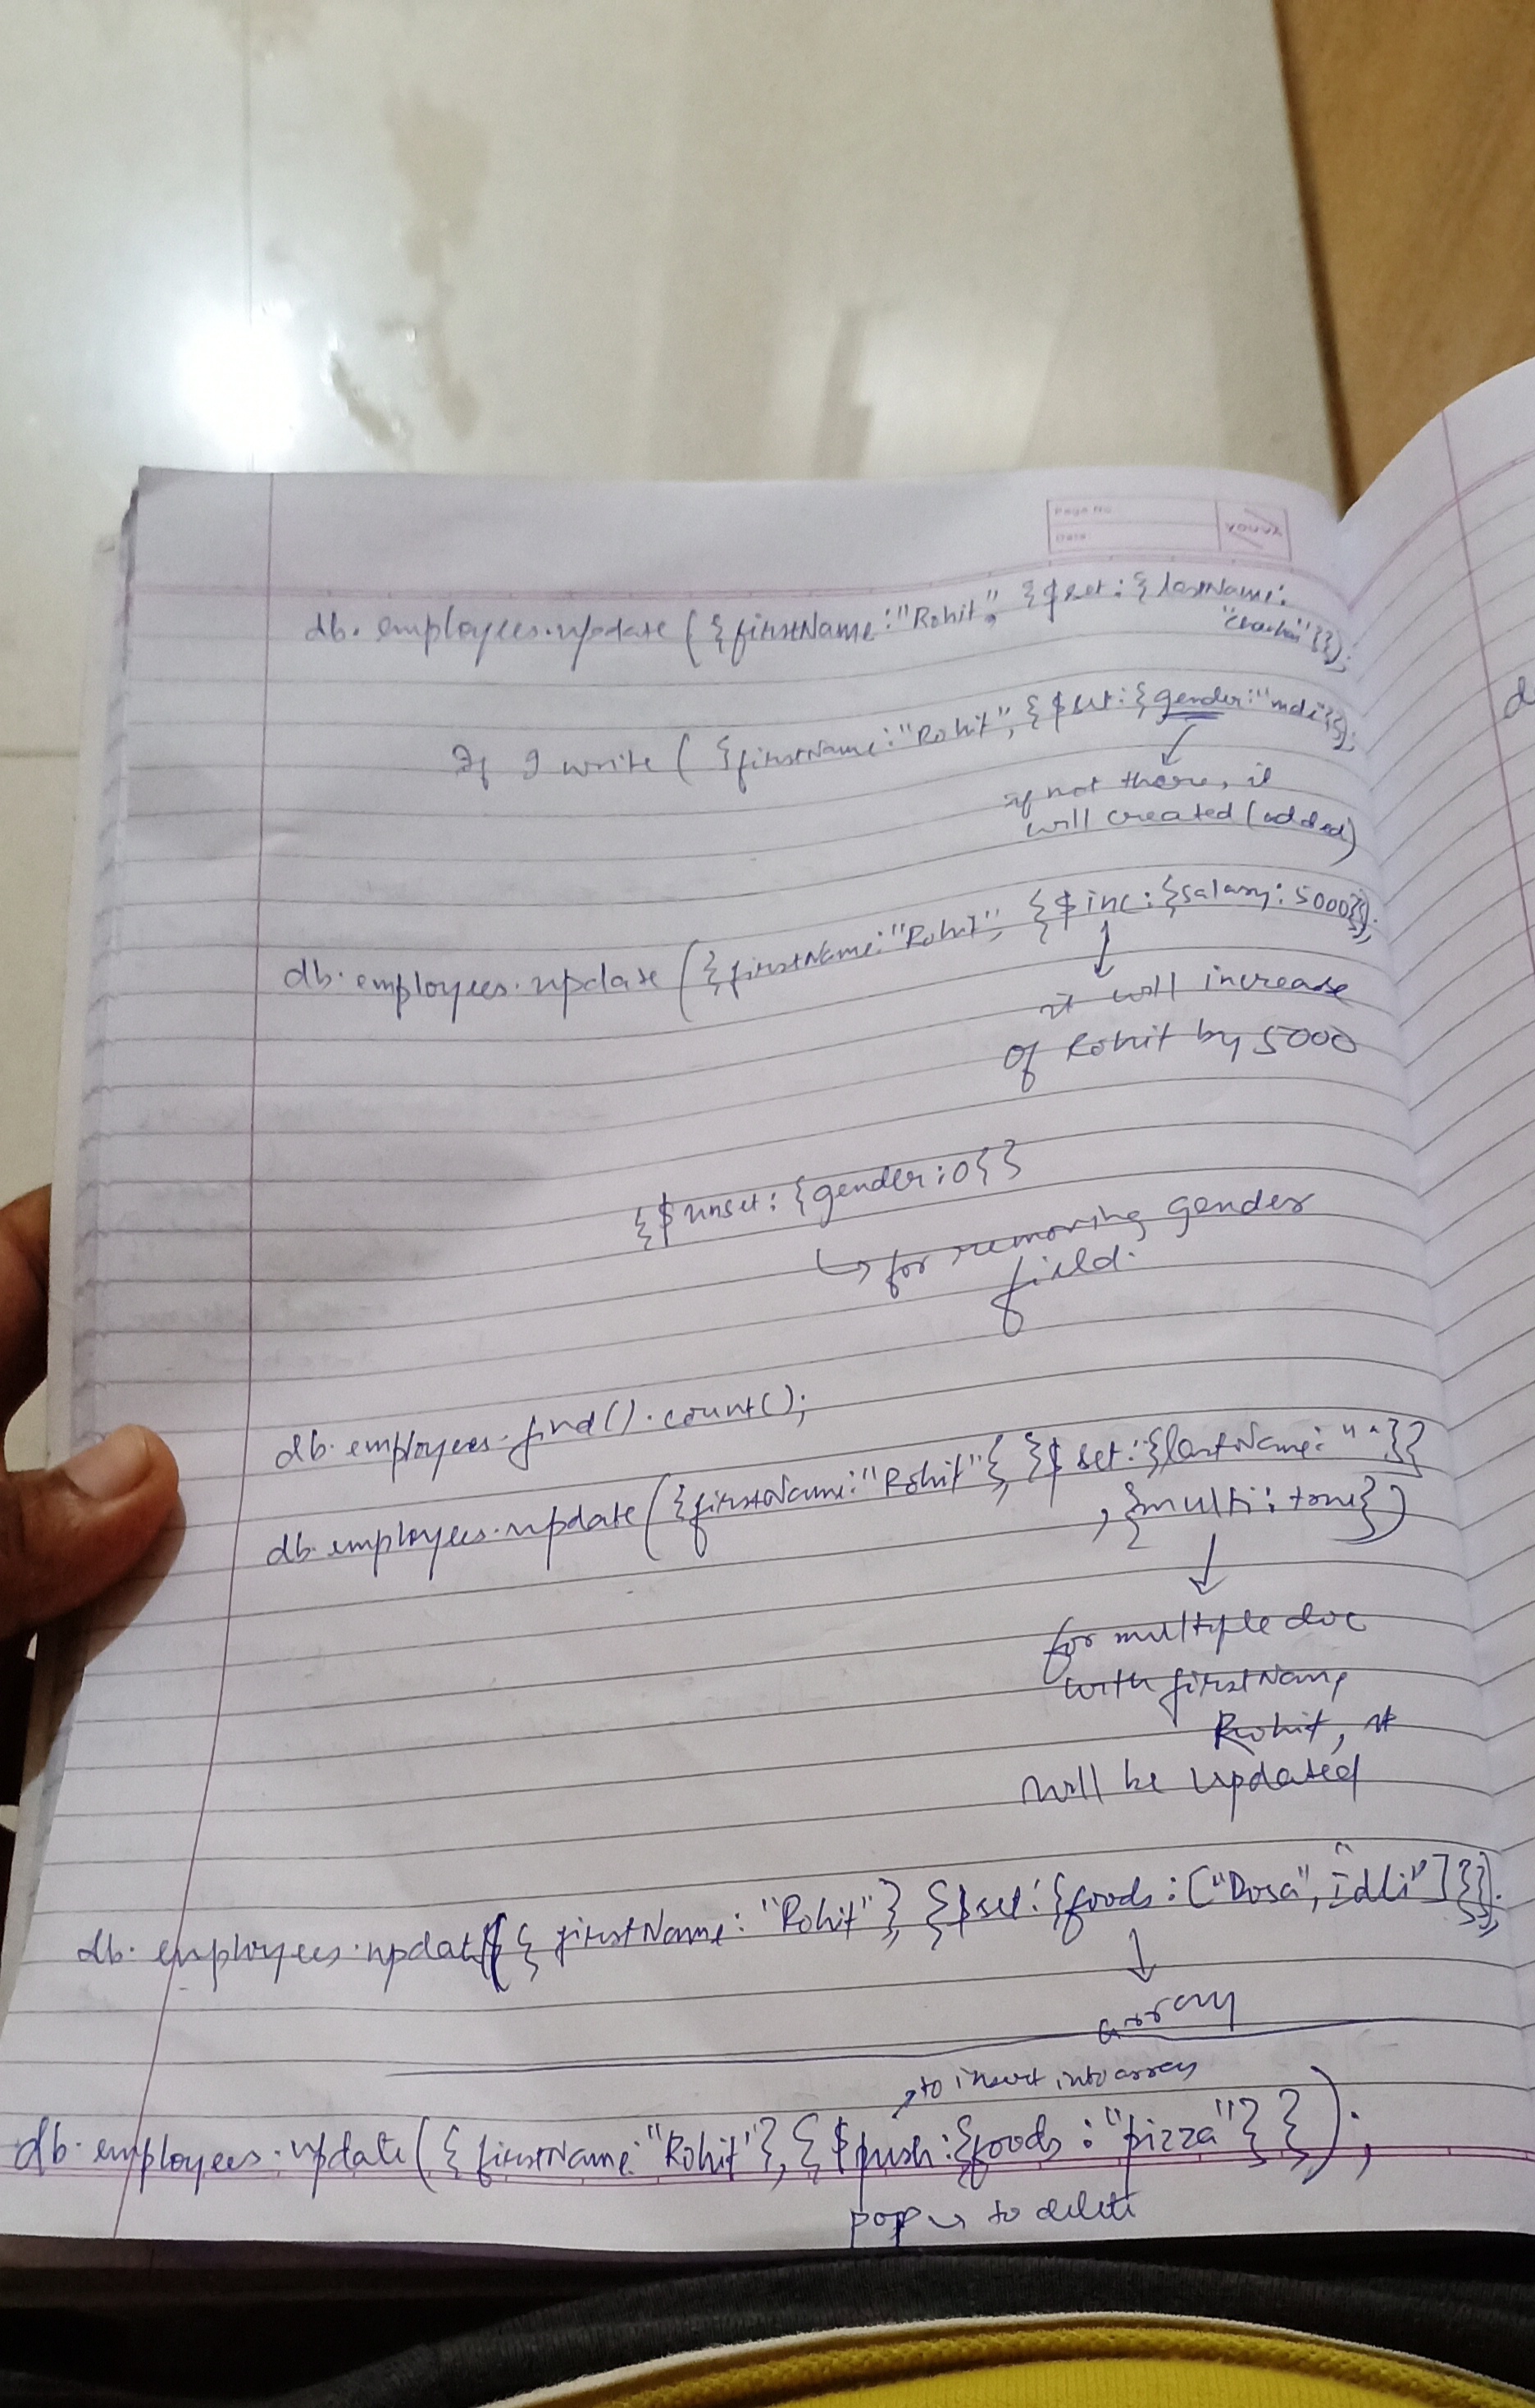 Page No.
Date
YOUVA
db. employees.update ({firstName:"Rohit", {$set:{lastName:
If I write ({firstName:"Rohit", {$set:{gender:"
if not there, it
will created (added)
db.employees.update ({firstName:"Rohit", {$inc:{salary:5000}});
it will increase
of Rohit by 5000
{$unset:{gender:0}}
↳ for removing gender
field.
db.employees.find().count();
db.employees.update({firstName:"Rohit"}, {$set:{lastName:""}}
, {multi:true})
for multiple doc
with firstName
Rohit, it
will be updated
db.employees.update({firstName:"Rohit"}, {$set:{foods:["Dosa", "Idli"]}});
array
→ to insert into array
db.employees.update({firstName:"Rohit"}, {$push:{foods:"pizza"}});
pop → to delete
d